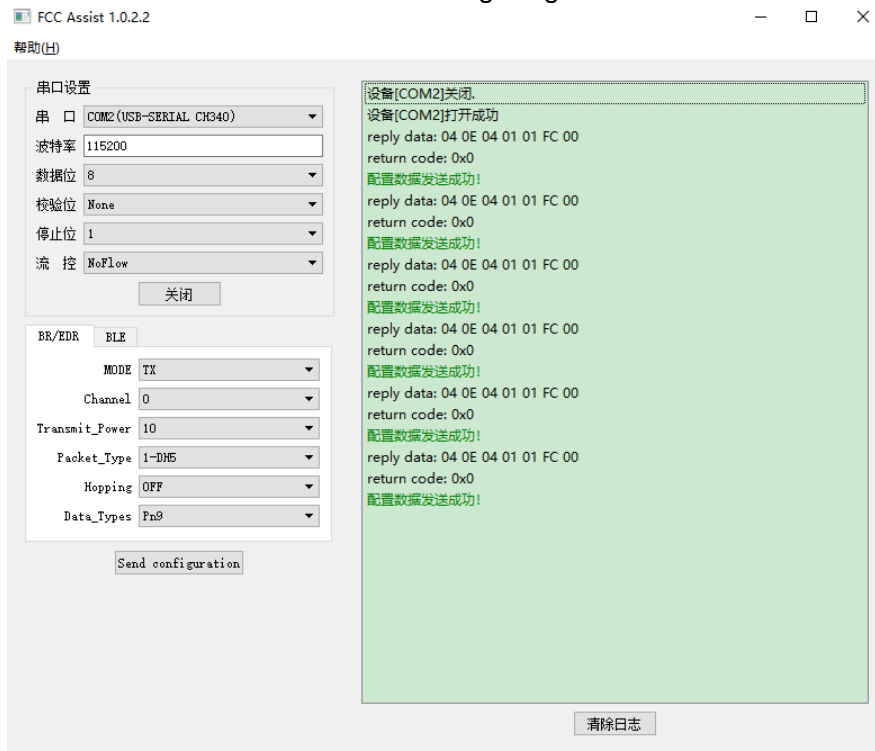 FCC Assist 1.0.2.2
帮助(H)
串口设置
串 口 COM2(USB-SERIAL CH340)
波特率 115200
数据位 8
校验位 None
停止位 1
流 控 NoFlow
关闭
BR/EDR BLE
MODE TX
Channel 0
Transmit_Power 10
Packet_Type 1-DH5
Hopping OFF
Data_Types Pn9
Send configuration
设备[COM2]关闭.
设备[COM2]打开成功
reply data: 04 0E 04 01 01 FC 00
return code: 0x0
配置数据发送成功!
reply data: 04 0E 04 01 01 FC 00
return code: 0x0
配置数据发送成功!
reply data: 04 0E 04 01 01 FC 00
return code: 0x0
配置数据发送成功!
reply data: 04 0E 04 01 01 FC 00
return code: 0x0
配置数据发送成功!
reply data: 04 0E 04 01 01 FC 00
return code: 0x0
配置数据发送成功!
reply data: 04 0E 04 01 01 FC 00
return code: 0x0
配置数据发送成功!
清除日志